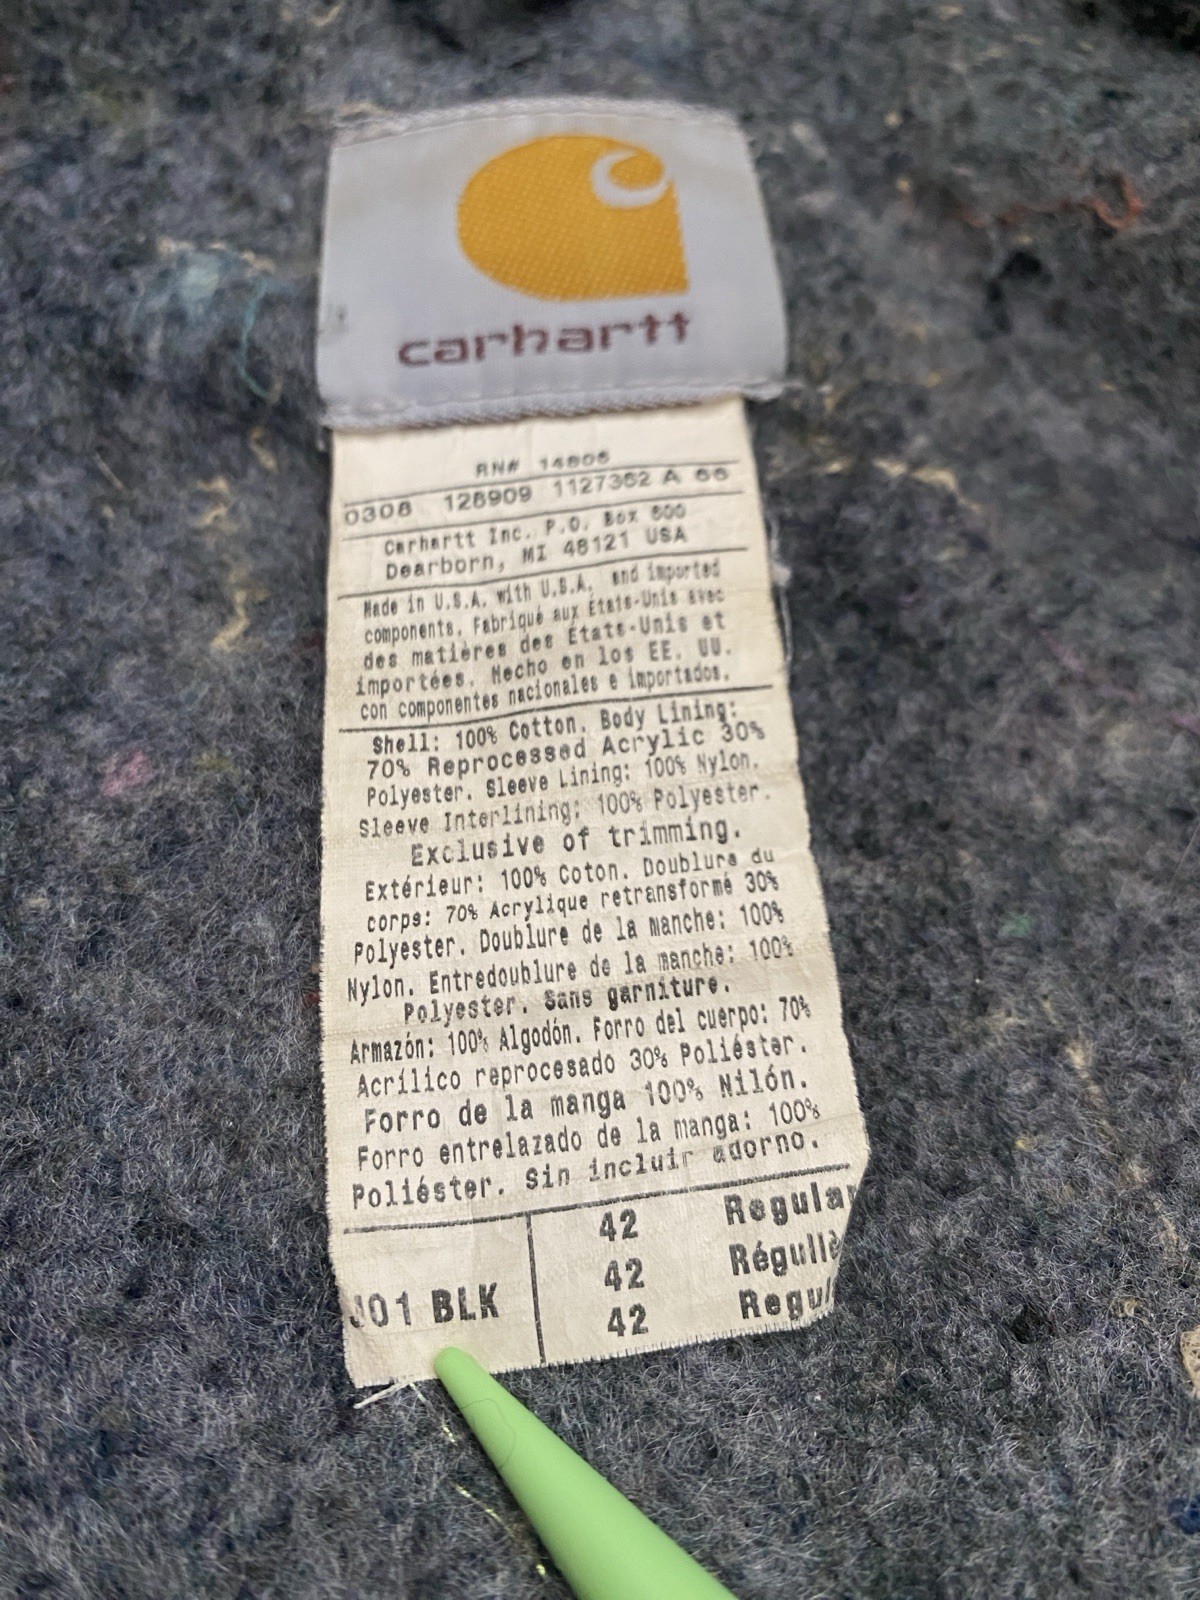 carhartt
RN# 14806
0308 126909 1127362 A 66
Carhartt Inc. P.O. Box 600
Dearborn, MI 48121 USA
Made in U.S.A. with U.S.A. and imported
components. Fabriqué aux États-Unis avec
des matières des États-Unis et
importées. Hecho en los EE. UU.
con componentes nacionales e importados.
Shell: 100% Cotton. Body Lining:
70% Reprocessed Acrylic 30%
Polyester. Sleeve Lining: 100% Nylon.
Sleeve Interlining: 100% Polyester.
Exclusive of trimming.
Extérieur: 100% Coton. Doublure du
corps: 70% Acrylique retransformé 30%
Polyester. Doublure de la manche: 100%
Nylon. Entredoublure de la manche: 100%
Polyester. Sans garniture.
Armazón: 100% Algodón. Forro del cuerpo: 70%
Acrílico reprocesado 30% Poliéster.
Forro de la manga 100% Nilón.
Forro entrelazado de la manga: 100%
Poliéster. Sin incluir adorno.
42 Regular
42 Régulliè
J01 BLK
42 Regul